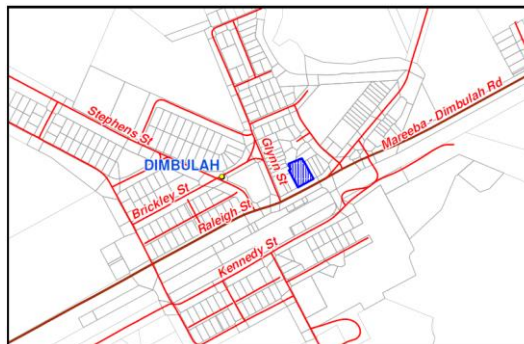 Stephens St
Glynn St
Mareeba - Dimbulah Rd
DIMBULAH
Brickley St
Raleigh St
Kennedy St